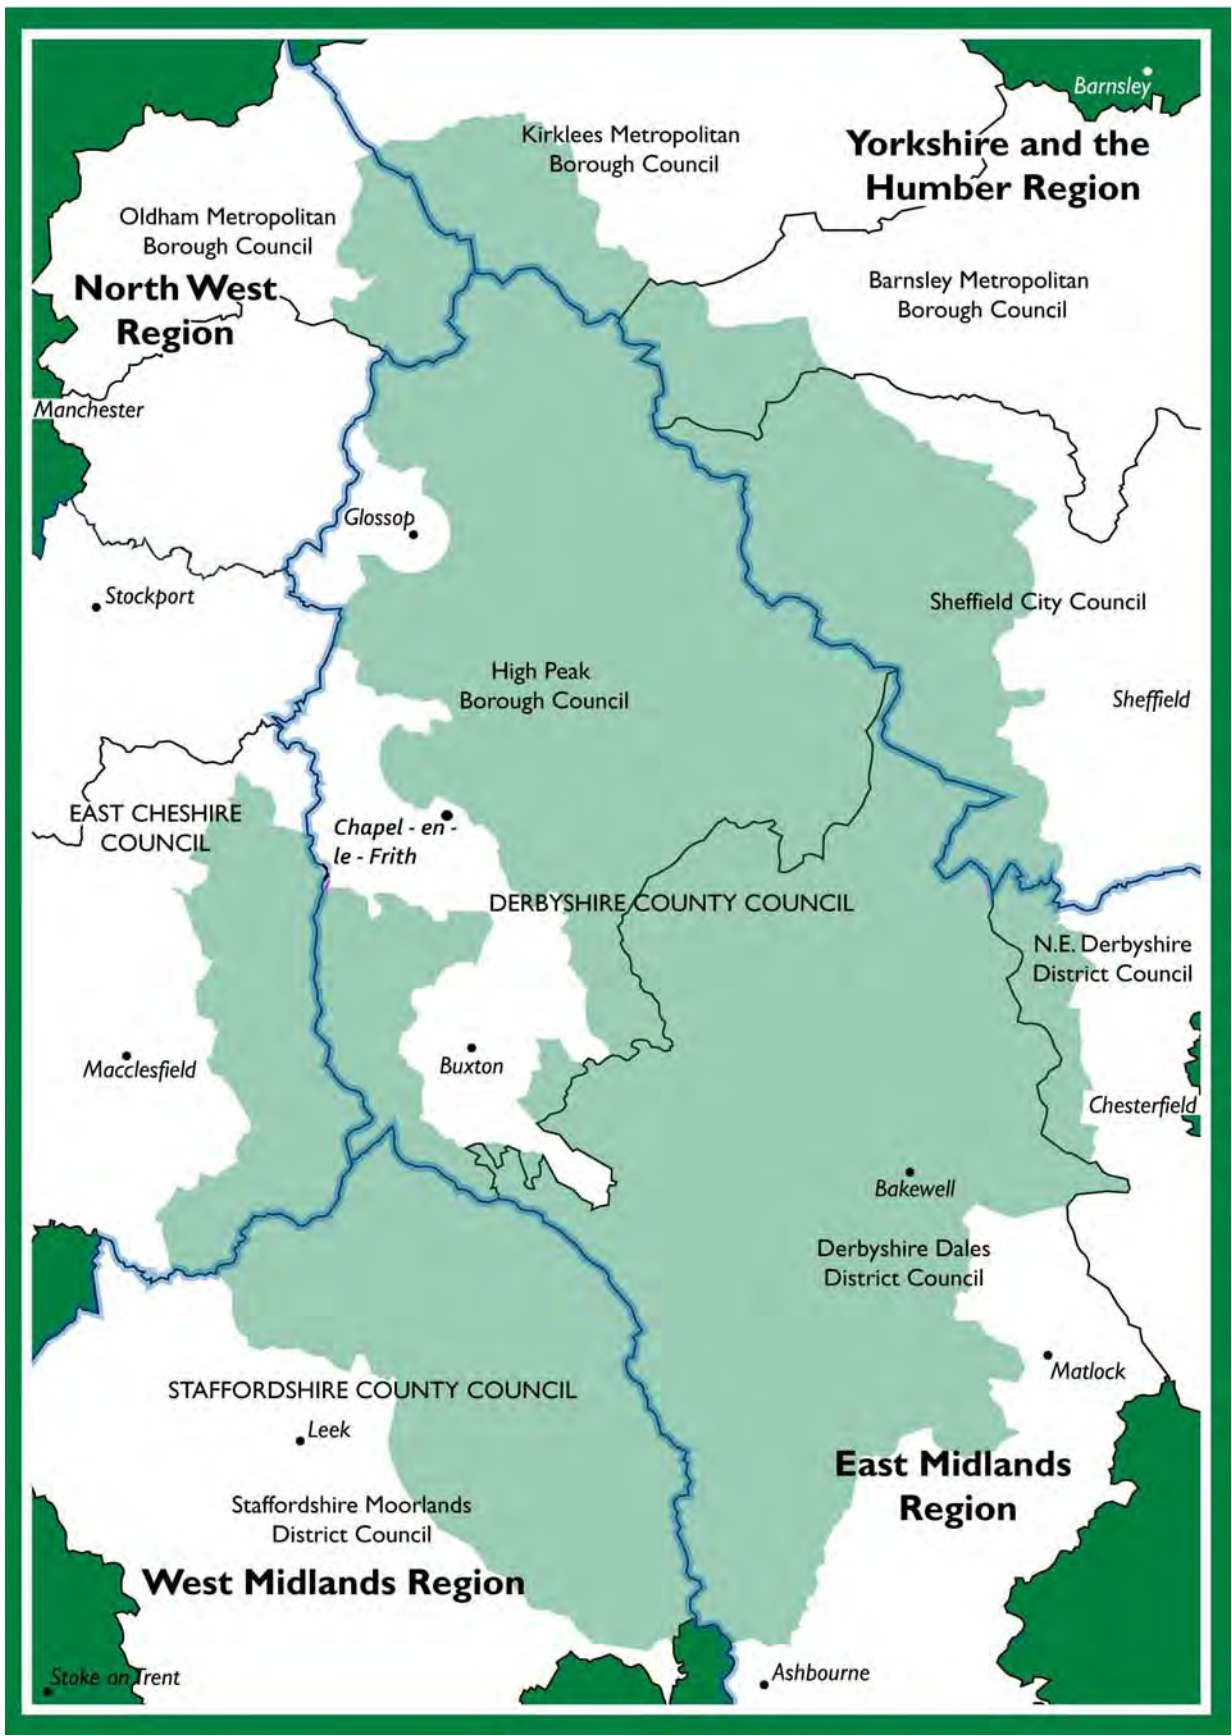 Barnsley
Kirklees Metropolitan
Borough Council
Yorkshire and the
Humber Region
Oldham Metropolitan
Borough Council
North West
Region
Barnsley Metropolitan
Borough Council
Manchester
Glossop
Stockport
Sheffield City Council
High Peak
Borough Council
Sheffield
EAST CHESHIRE
COUNCIL
Chapel - en -
le - Frith
DERBYSHIRE COUNTY COUNCIL
N.E. Derbyshire
District Council
Macclesfield
Buxton
Chesterfield
Bakewell
Derbyshire Dales
District Council
Matlock
STAFFORDSHIRE COUNTY COUNCIL
Leek
East Midlands
Region
Staffordshire Moorlands
District Council
West Midlands Region
Stoke on Trent
Ashbourne